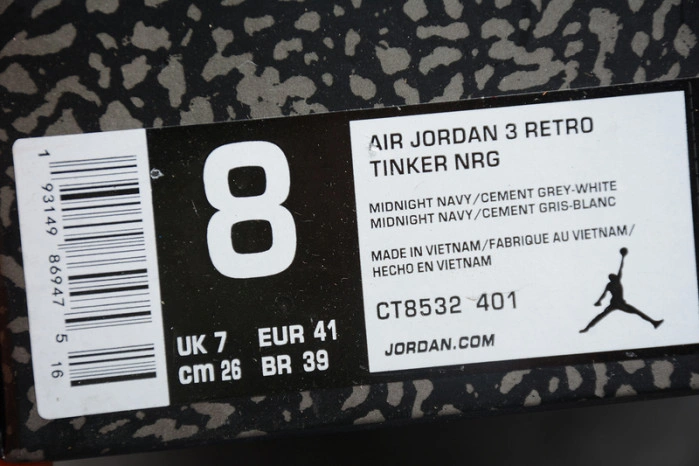 1 93149 86947 5 16
8
UK 7 EUR 41
cm 26 BR 39
AIR JORDAN 3 RETRO
TINKER NRG
MIDNIGHT NAVY/CEMENT GREY-WHITE
MIDNIGHT NAVY/CEMENT GRIS-BLANC
MADE IN VIETNAM/FABRIQUE AU VIETNAM/
HECHO EN VIETNAM
CT8532 401
JORDAN.COM